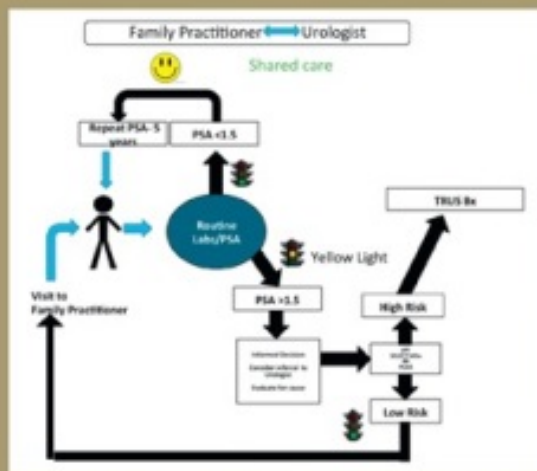 Family Practitioner Urologist
Shared care
Repeat PSA- 5
years
PSA <1.5
TRUS Bx
Routine
Labs/PSA
Yellow Light
Visit to
Family Practitioner
PSA >1.5
High Risk
Informed Decision
Consider referral to
Urologist
Evaluate for cause
Low Risk